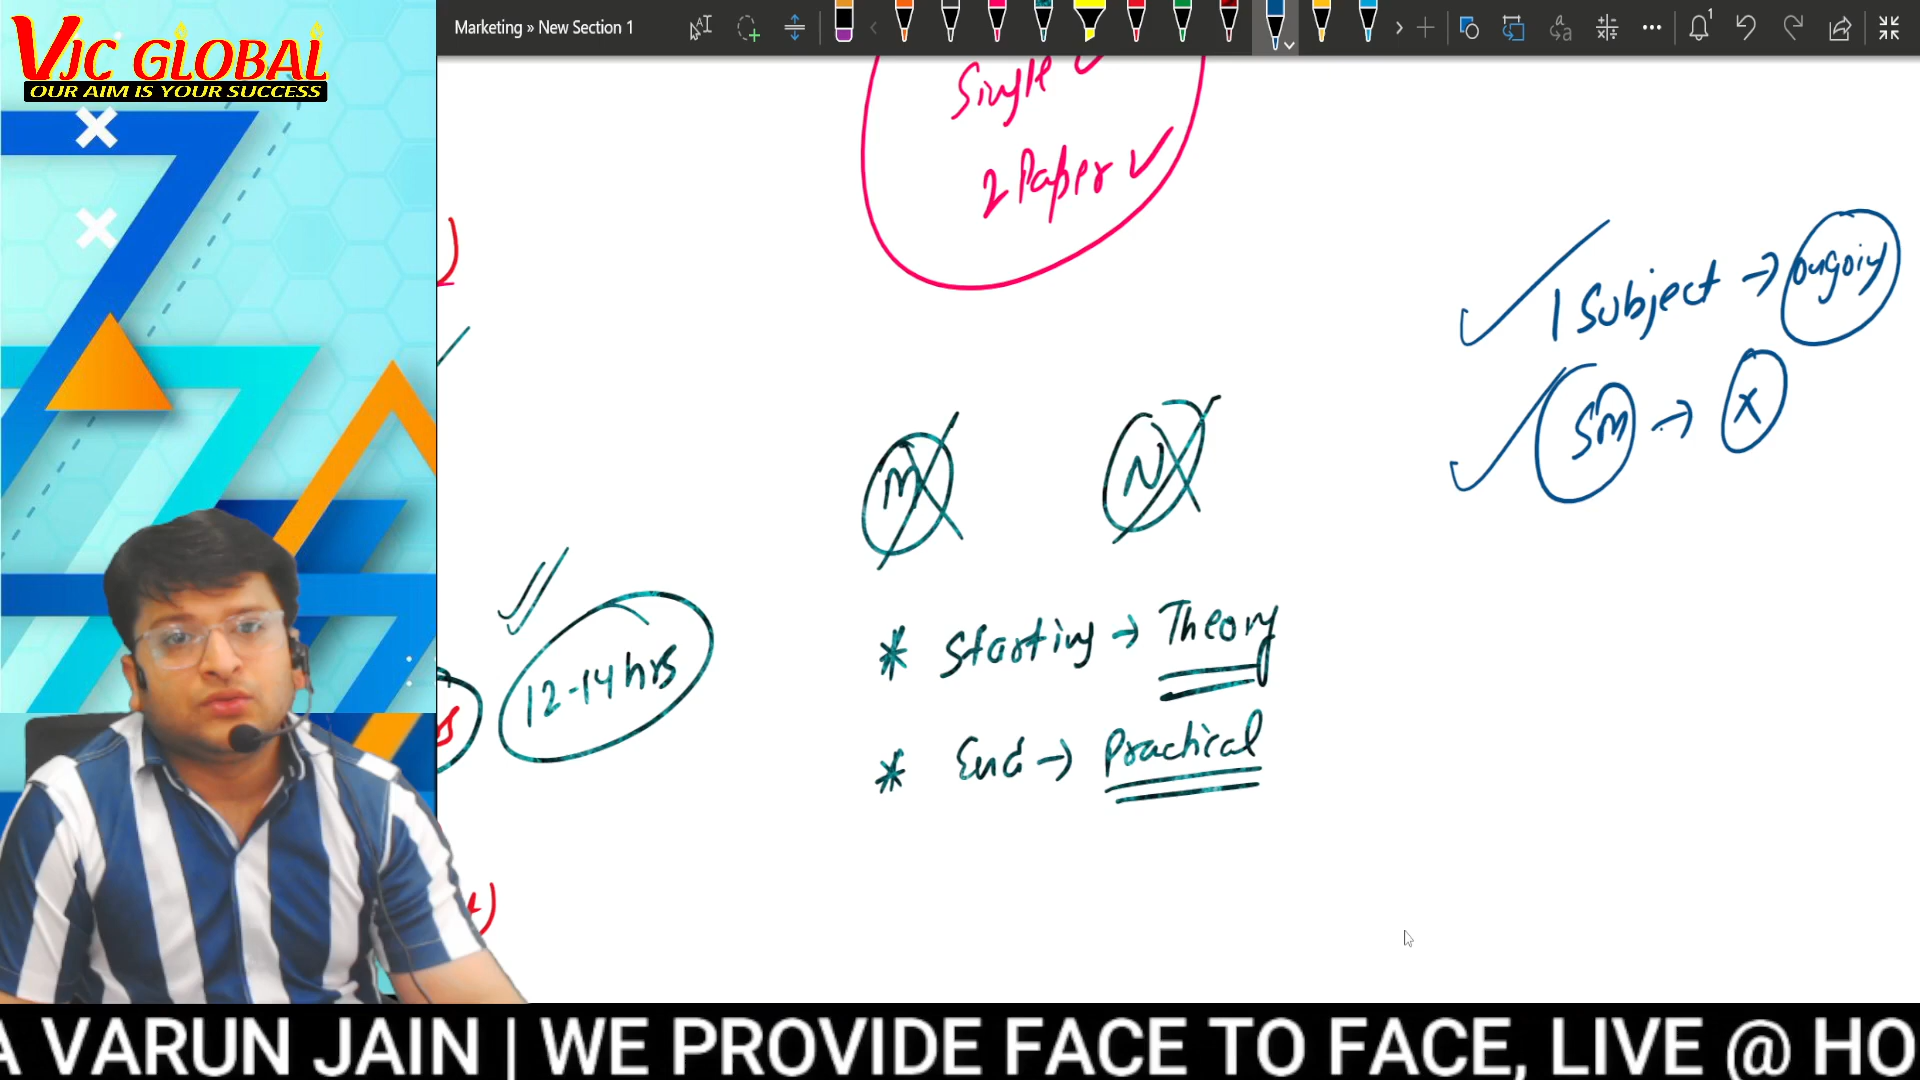 VJC GLOBAL
OUR AIM IS YOUR SUCCESS
Marketing » New Section 1
Single
2 Paper ✓
1 Subject → ongoing
SM → X
M
N
12-14 hrs
* Starting → Theory
* End → Practical
A VARUN JAIN | WE PROVIDE FACE TO FACE, LIVE @ HO